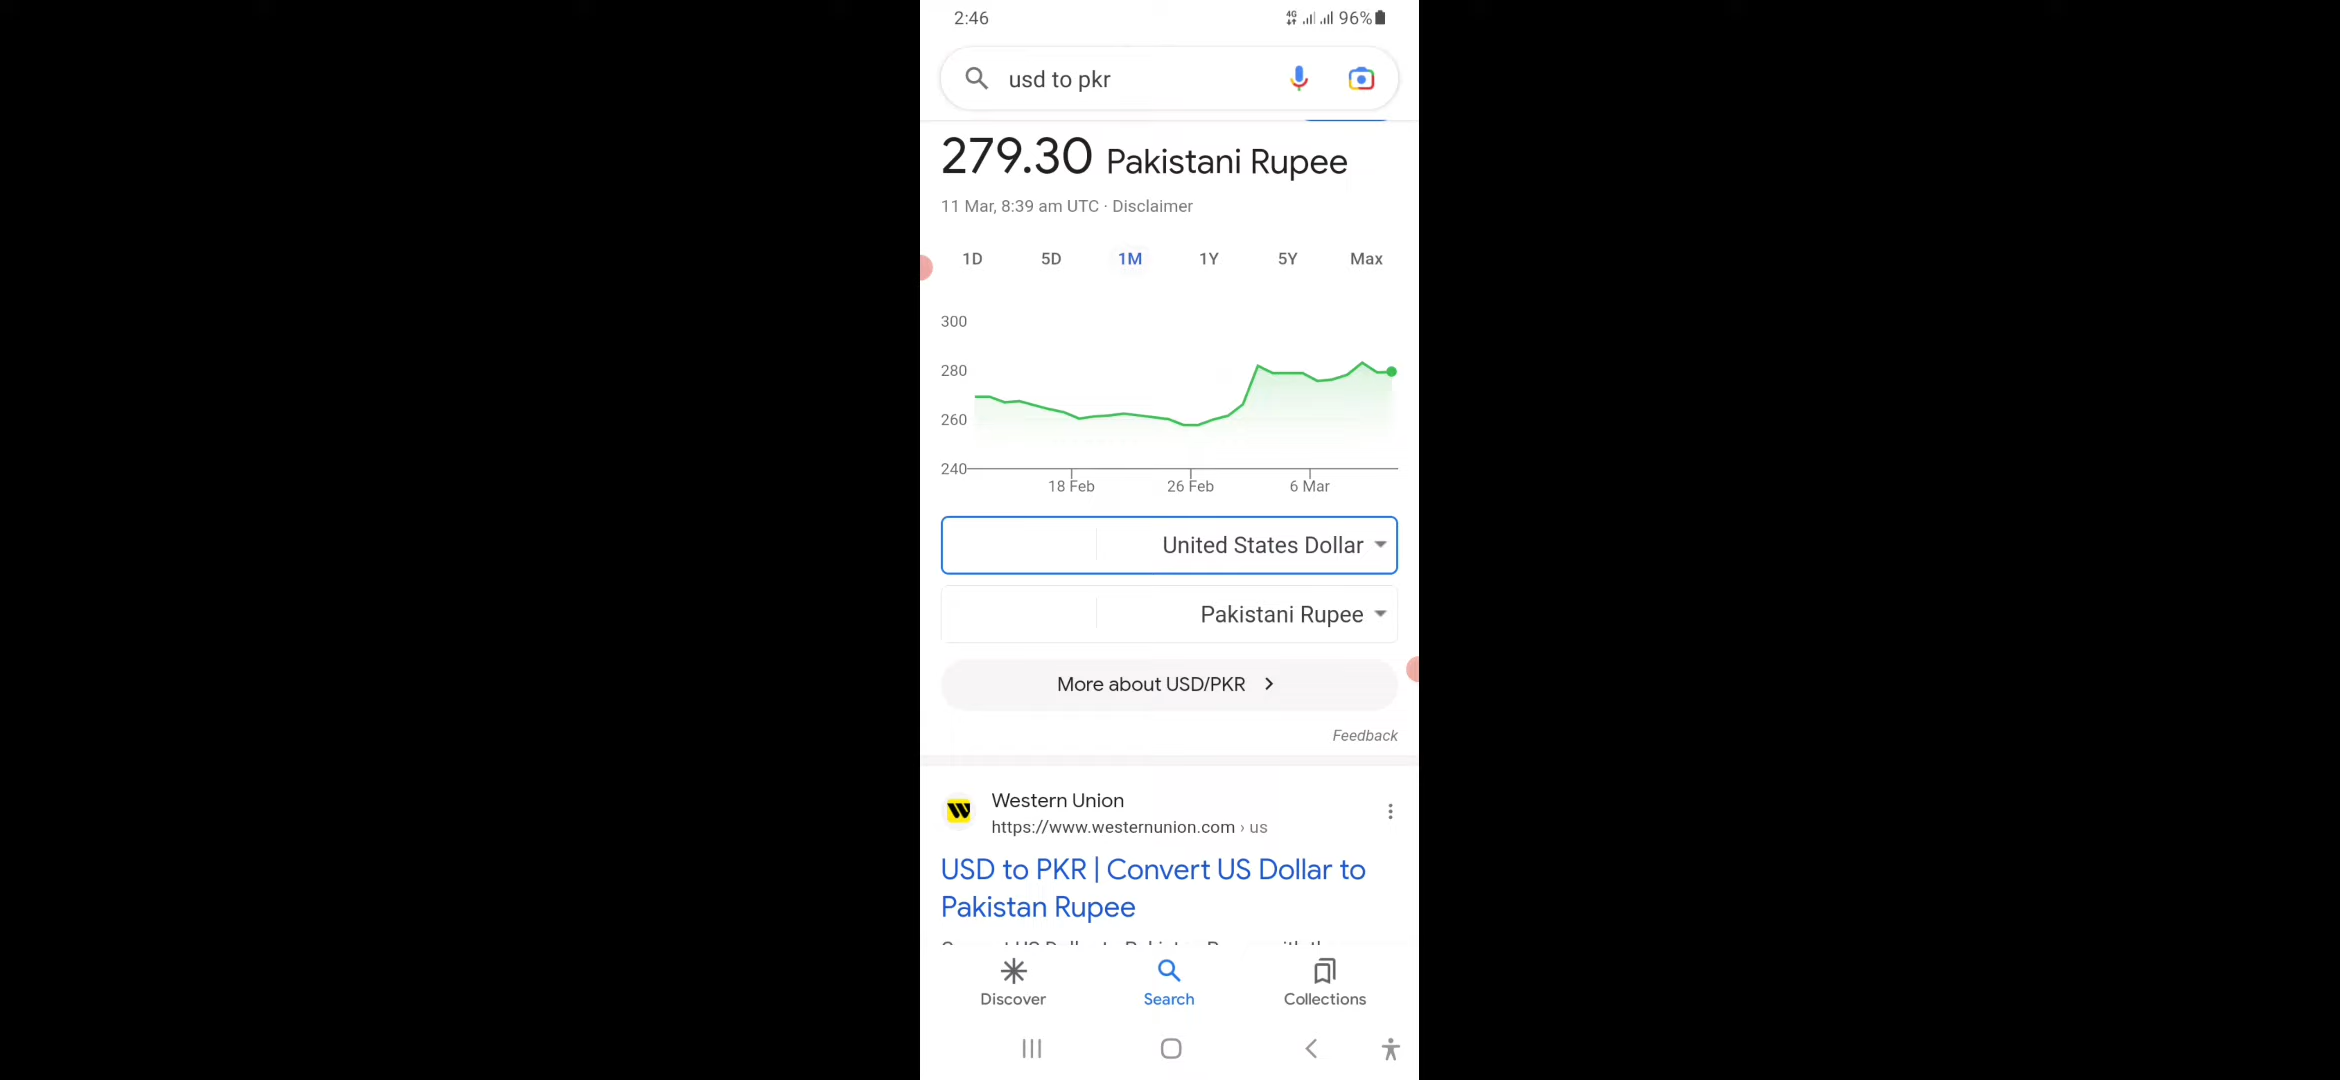 2:46 4G 96%
usd to pkr
279.30 Pakistani Rupee
11 Mar, 8:39 am UTC · Disclaimer
1D 5D 1M 1Y 5Y Max
300
280
260
240
18 Feb 26 Feb 6 Mar
United States Dollar
Pakistani Rupee
More about USD/PKR
Feedback
Western Union
https://www.westernunion.com › us
USD to PKR | Convert US Dollar to
Pakistan Rupee
Discover Search Collections